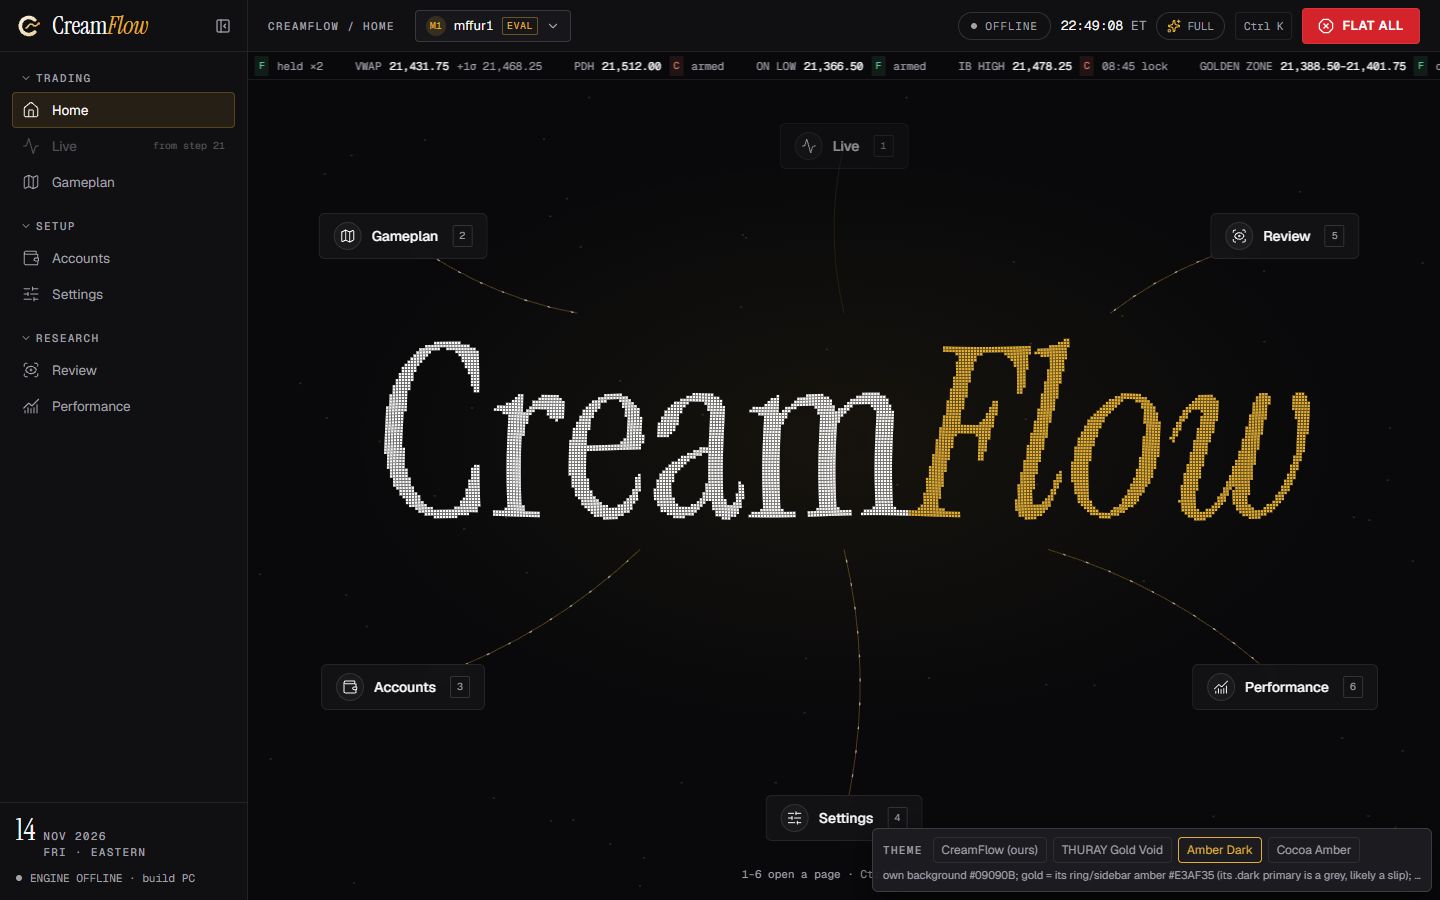 CreamFlow
CREAMFLOW / HOME
M1 mffur1 EVAL
OFFLINE
22:49:08 ET
FULL
Ctrl K
FLAT ALL
F held ×2 VWAP 21,431.75 +1σ 21,468.25 PDH 21,512.00 C armed ON LOW 21,366.50 F armed IB HIGH 21,478.25 C 08:45 lock GOLDEN ZONE 21,388.50–21,401.75 F
TRADING
Home
Live from step 21
Gameplan
SETUP
Accounts
Settings
RESEARCH
Review
Performance
Live 1
Gameplan 2
Review 5
CreamFlow
Accounts 3
Performance 6
Settings 4
1–6 open a page · Ct
14 NOV 2026
FRI · EASTERN
ENGINE OFFLINE · build PC
THEME CreamFlow (ours) THURAY Gold Void Amber Dark Cocoa Amber
own background #09090B; gold = its ring/sidebar amber #E3AF35 (its .dark primary is a grey, likely a slip); …